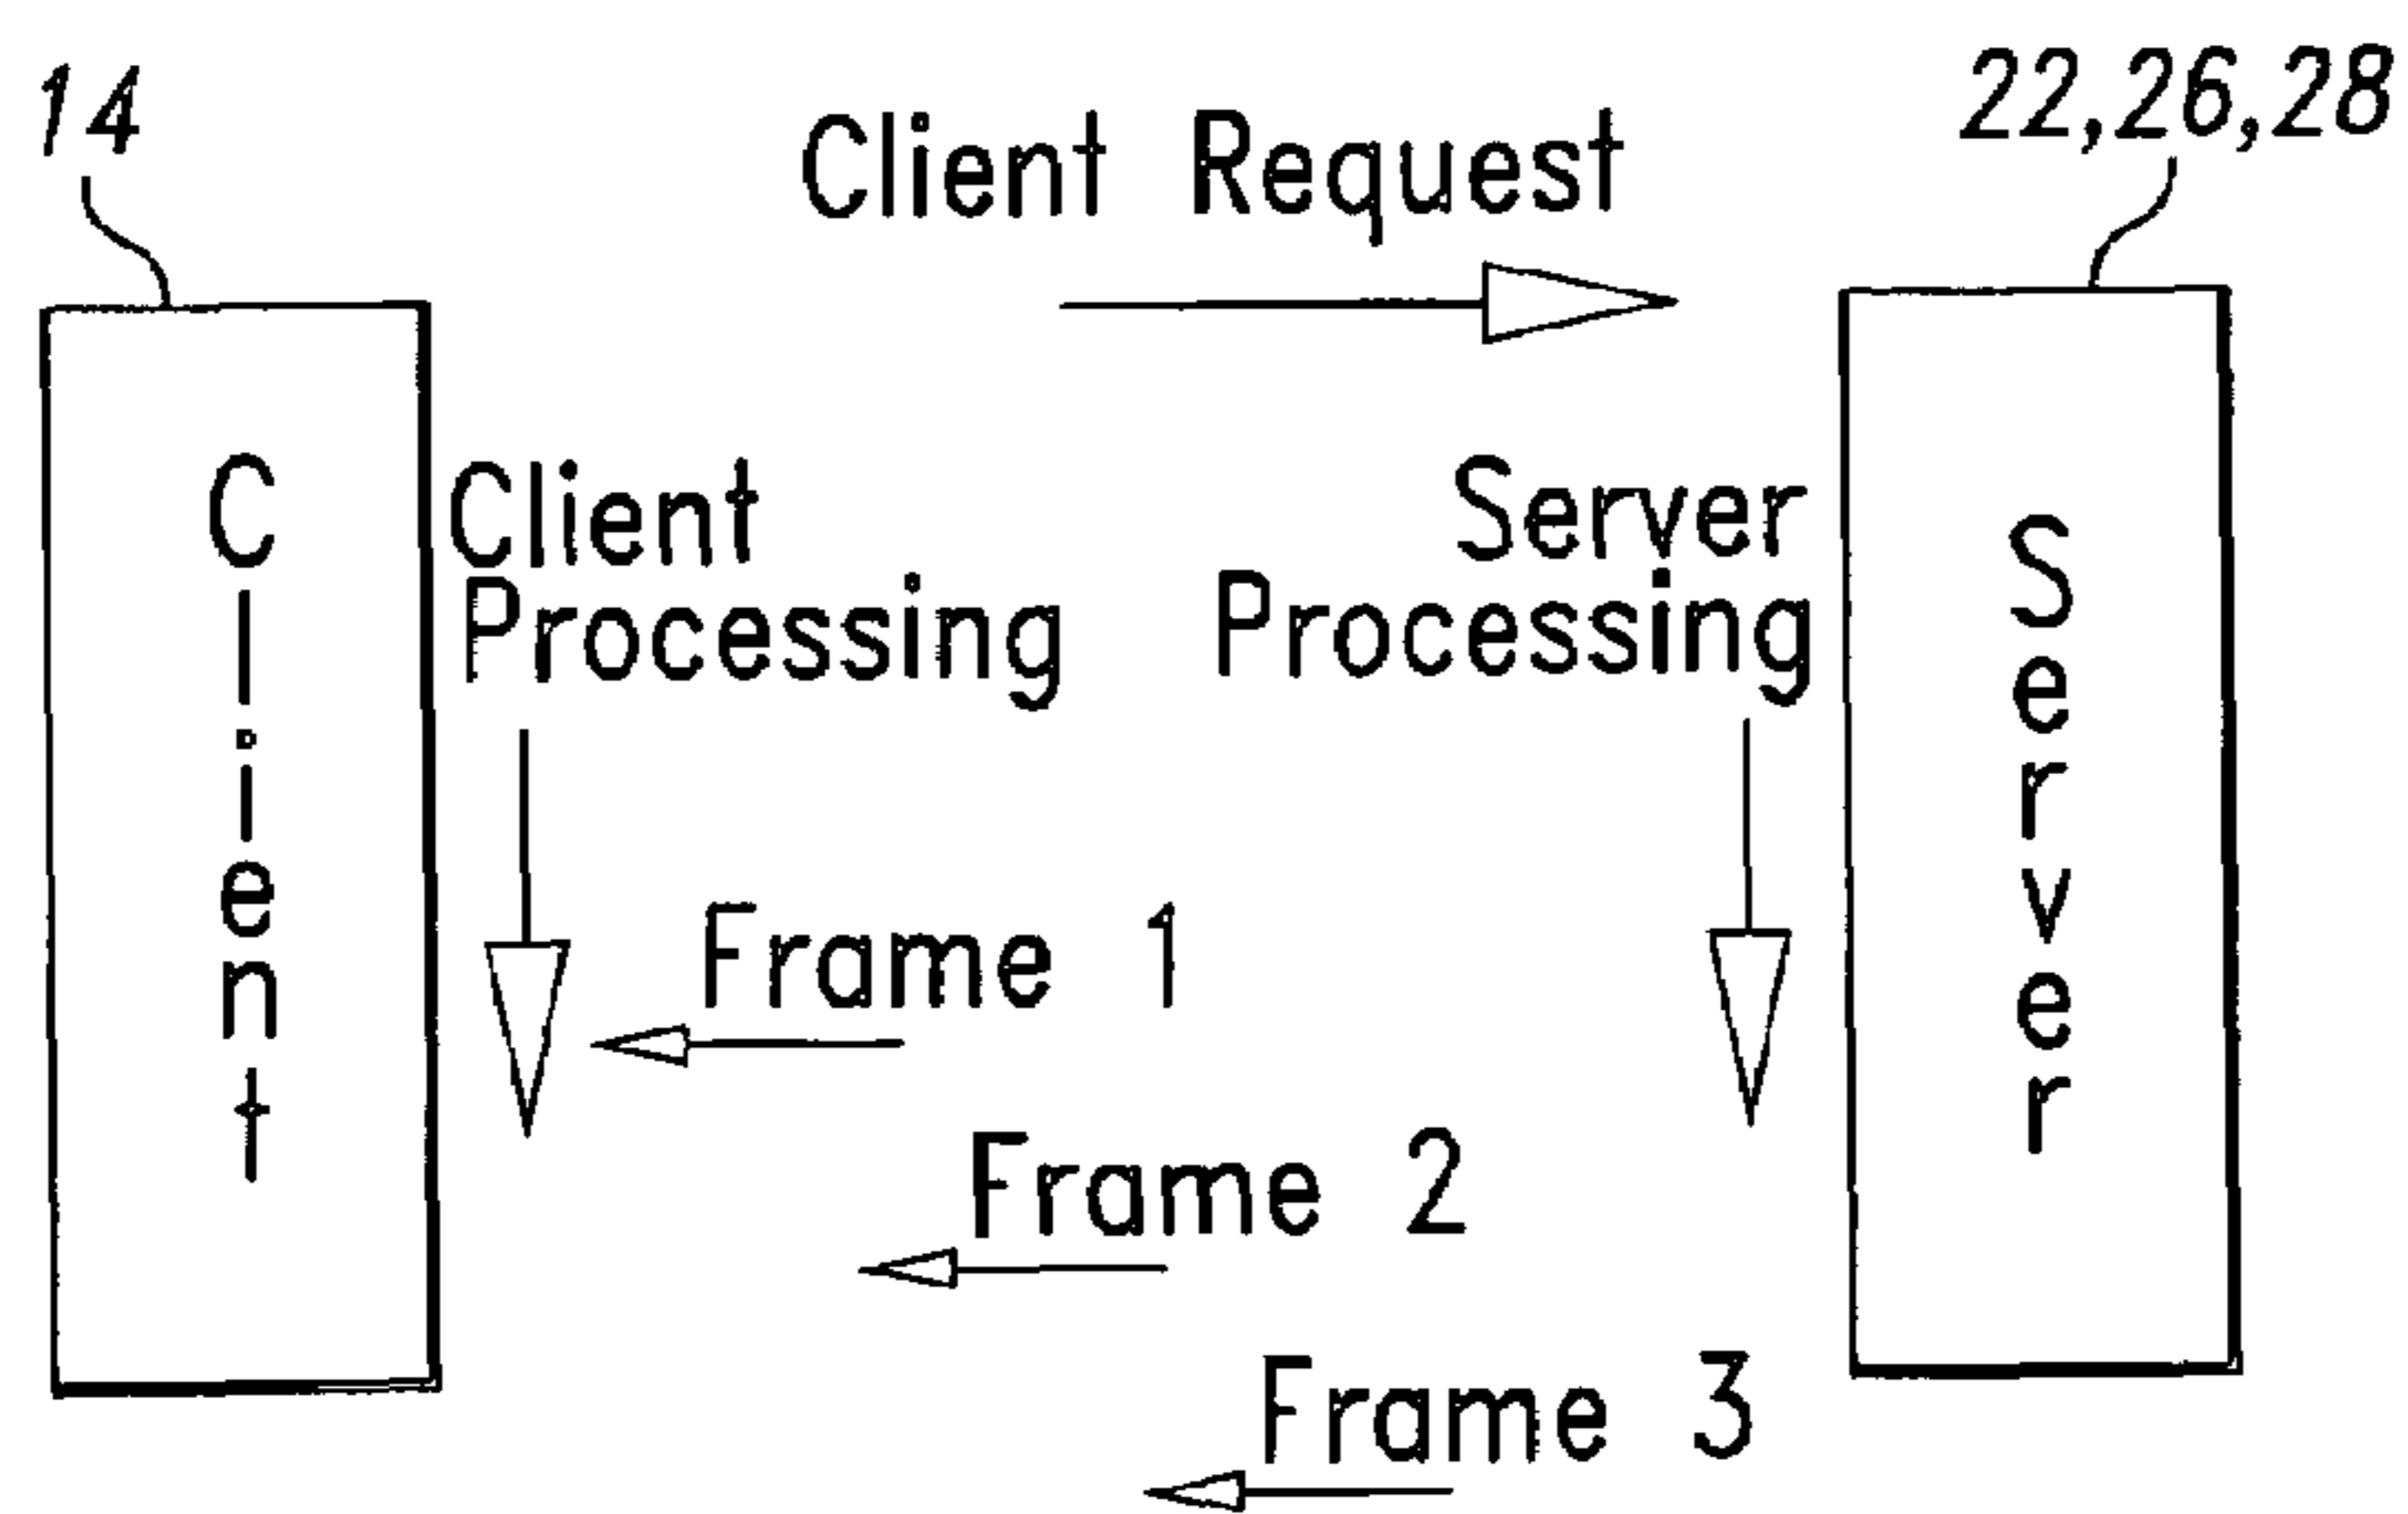 14
22,26,28
Client Request
Client
Client
Processing
Server
Processing
Server
Frame 1
Frame 2
Frame 3